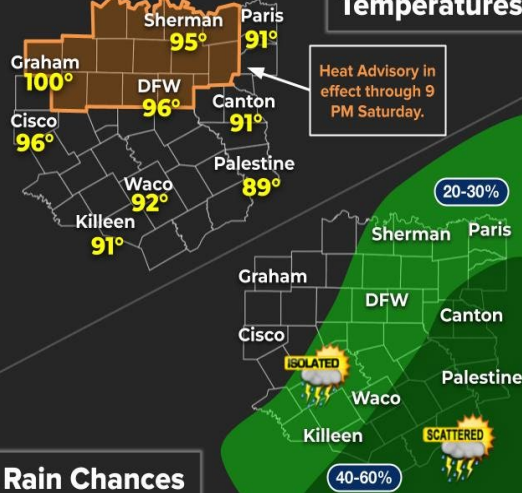 Temperatures
Sherman
95°
Paris
91°
Graham
100°
DFW
96°
Heat Advisory in
effect through 9
PM Saturday.
Canton
91°
Cisco
96°
Palestine
89°
Waco
92°
Killeen
91°
20-30%
Sherman
Paris
Graham
DFW
Canton
Cisco
ISOLATED
Palestine
Waco
Killeen
SCATTERED
Rain Chances
40-60%